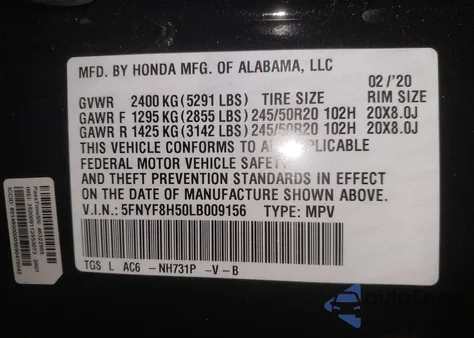 MFD. BY HONDA MFG. OF ALABAMA, LLC
02/'20
GVWR 2400 KG (5291 LBS) TIRE SIZE RIM SIZE
GAWR F 1295 KG (2855 LBS) 245/50R20 102H 20X8.0J
GAWR R 1425 KG (3142 LBS) 245/50R20 102H 20X8.0J
THIS VEHICLE CONFORMS TO ALL APPLICABLE
FEDERAL MOTOR VEHICLE SAFETY
AND THEFT PREVENTION STANDARDS IN EFFECT
ON THE DATE OF MANUFACTURE SHOWN ABOVE.
V.I.N.: 5FNYF8H50LB009156 TYPE: MPV
TGS L AC6 -NH731P -V -B